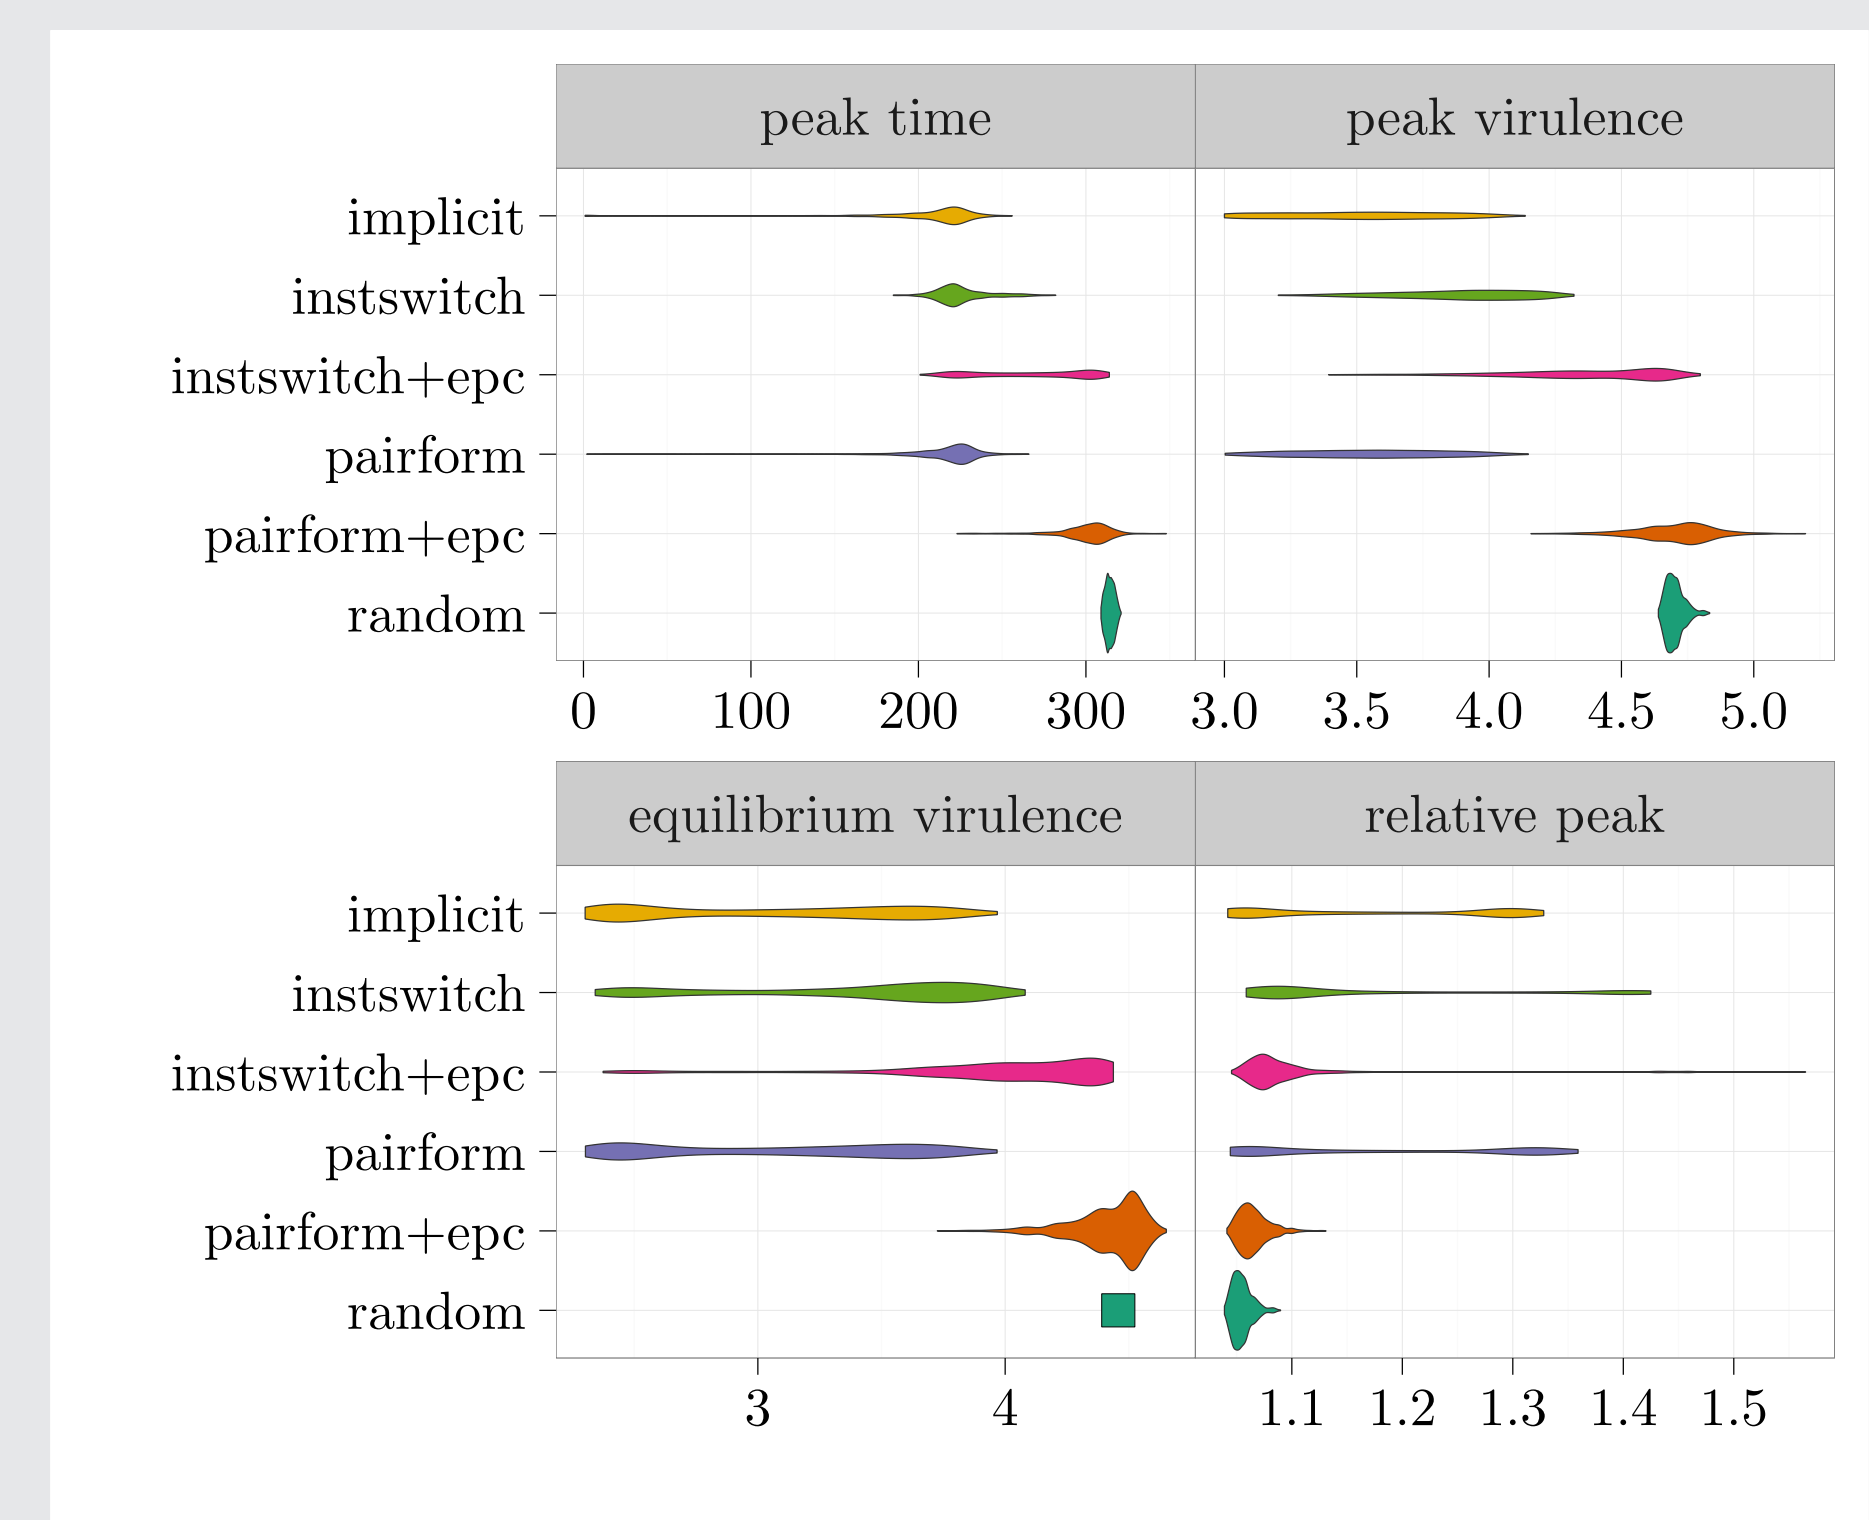 peak time peak virulence
implicit
instswitch
instswitch+epc
pairform
pairform+epc
random
0 100 200 300 3.0 3.5 4.0 4.5 5.0
equilibrium virulence relative peak
implicit
instswitch
instswitch+epc
pairform
pairform+epc
random
3 4 1.1 1.2 1.3 1.4 1.5